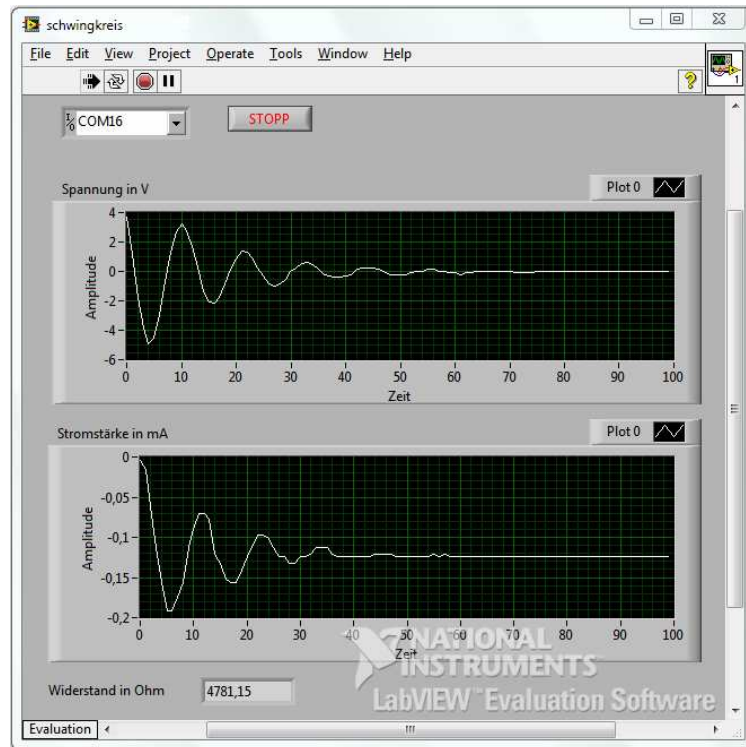 schwingkreis
File Edit View Project Operate Tools Window Help
1
I/O COM16
STOPP
Spannung in V
Plot 0
Amplitude
4
2
0
-2
-4
-6
0 10 20 30 40 50 60 70 80 90 100
Zeit
Stromstärke in mA
Plot 0
Amplitude
0
-0,05
-0,1
-0,15
-0,2
0 10 20 30 40 50 60 70 80 90 100
Zeit
NATIONAL
INSTRUMENTS
LabVIEW™ Evaluation Software
Widerstand in Ohm 4781,15
Evaluation